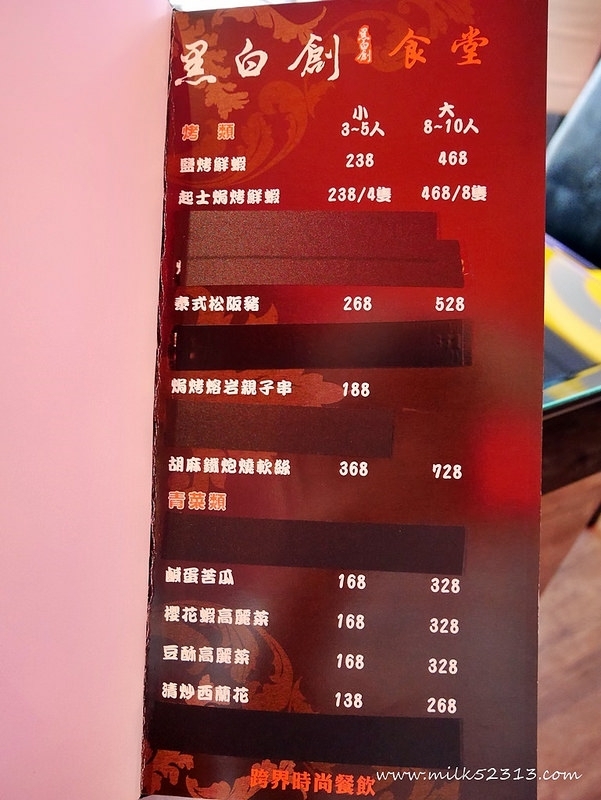 黑白創 黑白創 食堂
小 大
烤類 3~5人 8~10人
鹽烤鮮蝦 238 468
起士焗烤鮮蝦 238/4隻 468/8隻
泰式松阪豬 268 528
焗烤熔岩親子串 188
胡麻鐵炮燒軟絲 368 728
青菜類
鹹蛋苦瓜 168 328
櫻花蝦高麗菜 168 328
豆酥高麗菜 168 328
清炒西蘭花 138 268
跨界時尚餐飲
www.milk52313.com